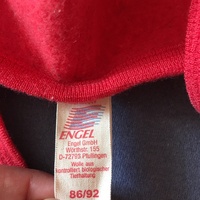 ENGEL
Engel GmbH
Wörthstr. 155
D-72793 Pfullingen
Wolle aus
kontrolliert biologischer
Tierhaltung
86/92